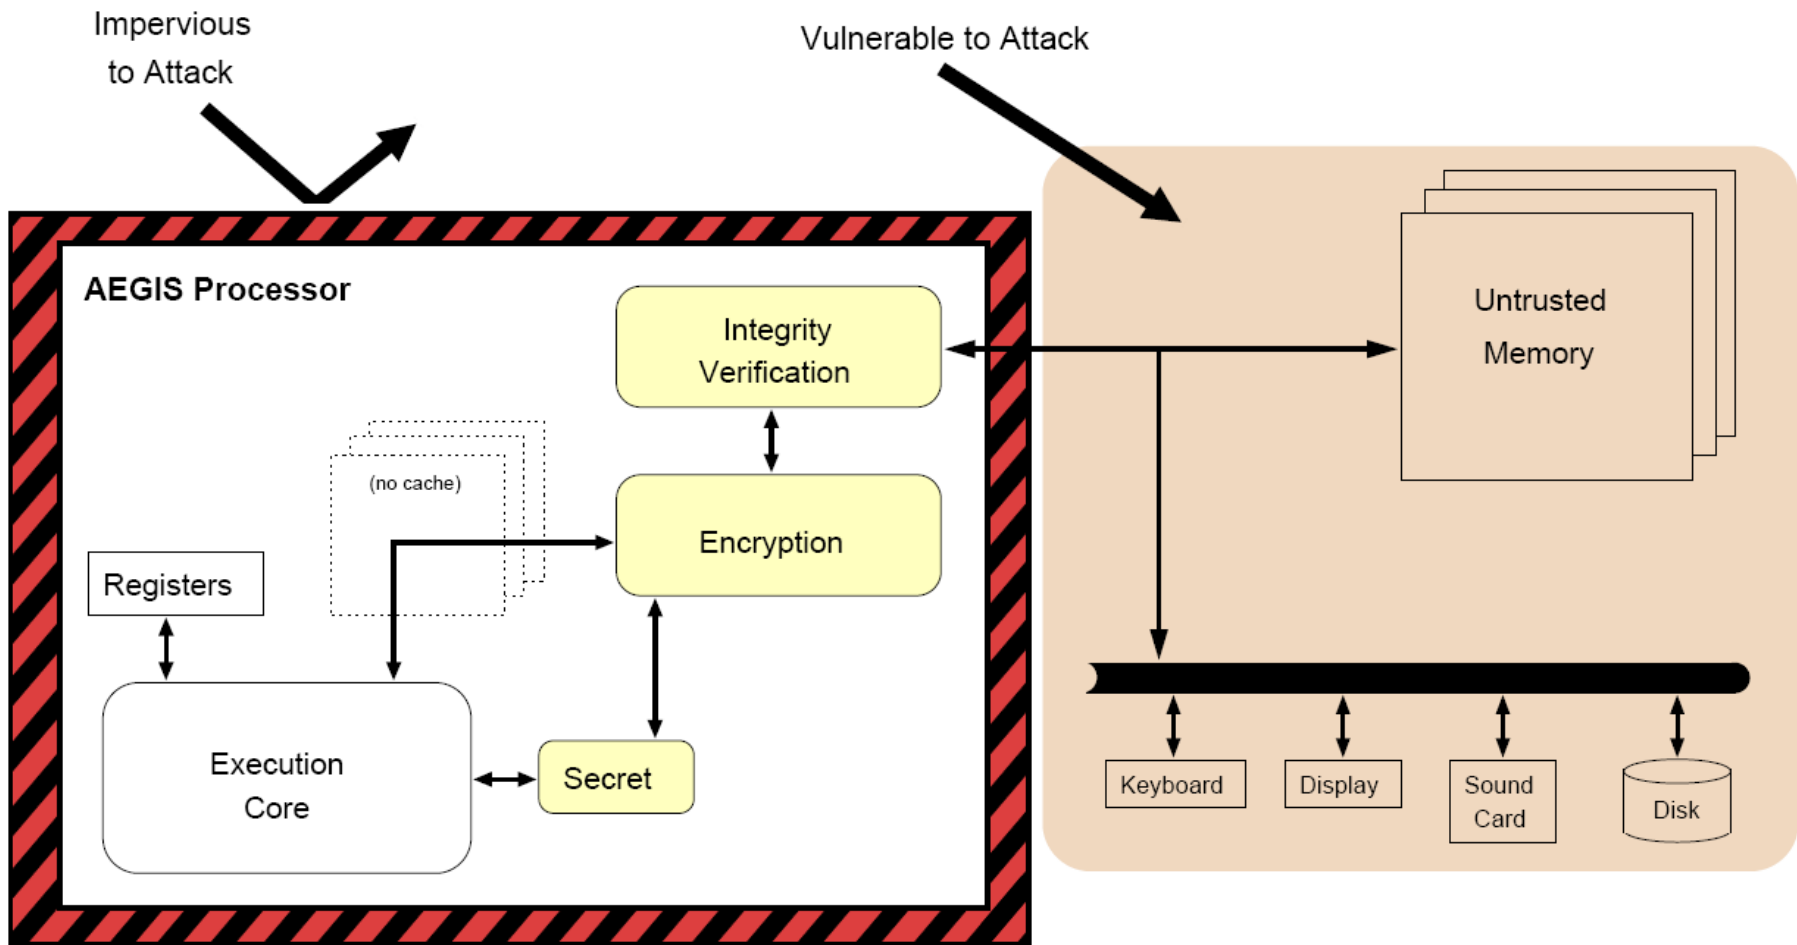 Impervious
to Attack
Vulnerable to Attack
AEGIS Processor
Integrity
Verification
Untrusted
Memory
(no cache)
Encryption
Registers
Execution
Core
Secret
Keyboard
Display
Sound
Card
Disk